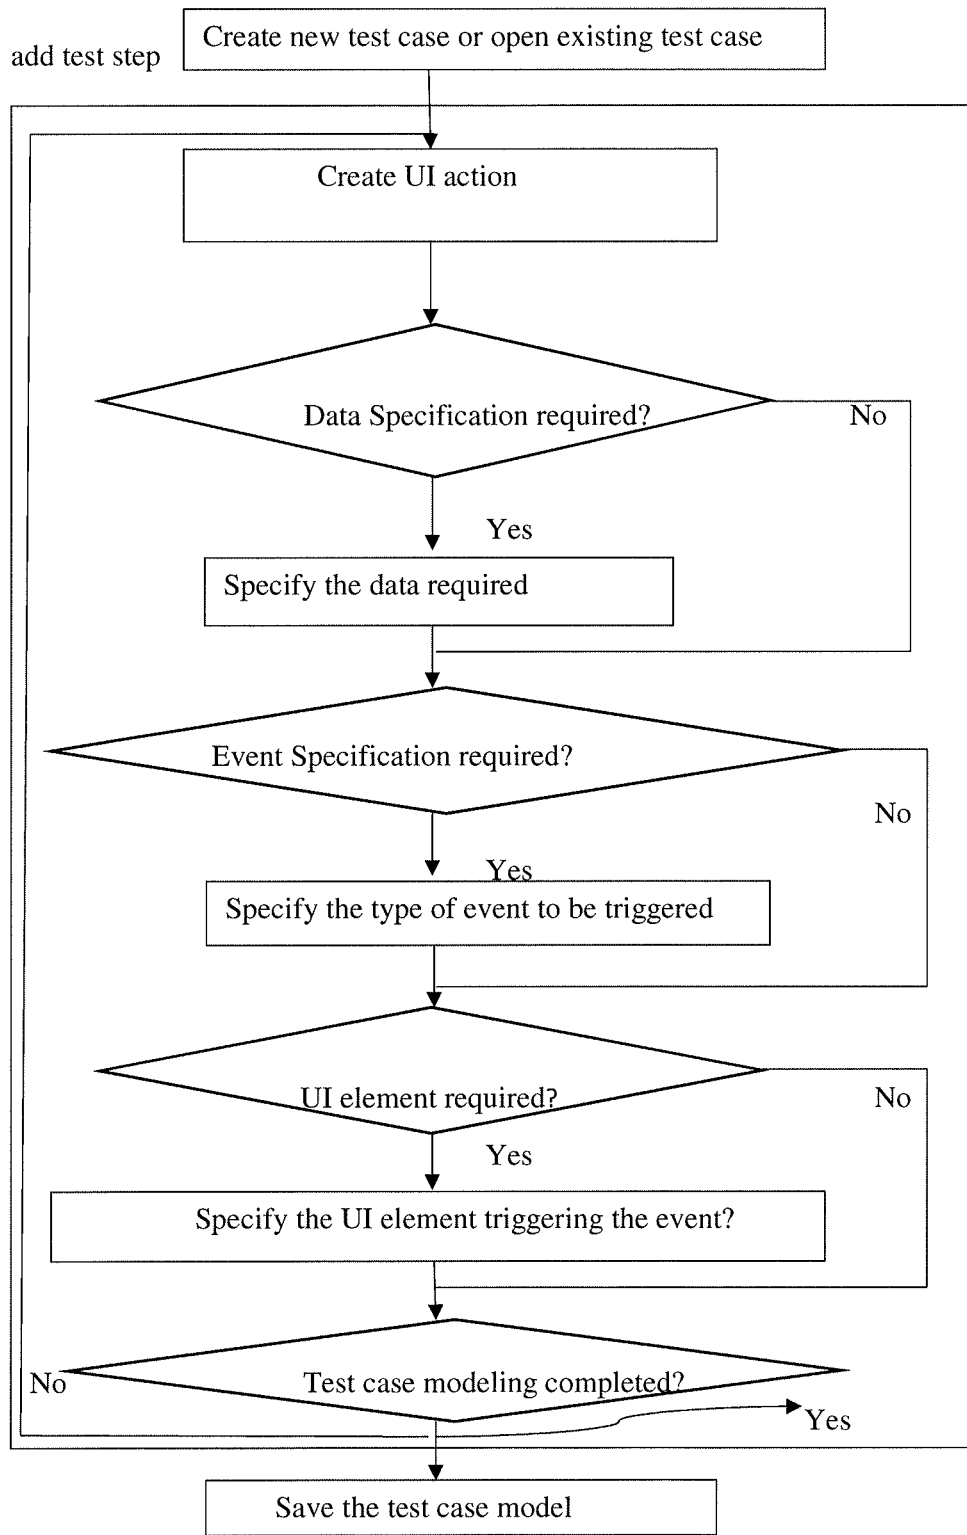 Create new test case or open existing test case
add test step
Create UI action
Data Specification required?
No
Yes
Specify the data required
Event Specification required?
No
Yes
Specify the type of event to be triggered
UI element required?
No
Yes
Specify the UI element triggering the event?
No
Test case modeling completed?
Yes
Save the test case model